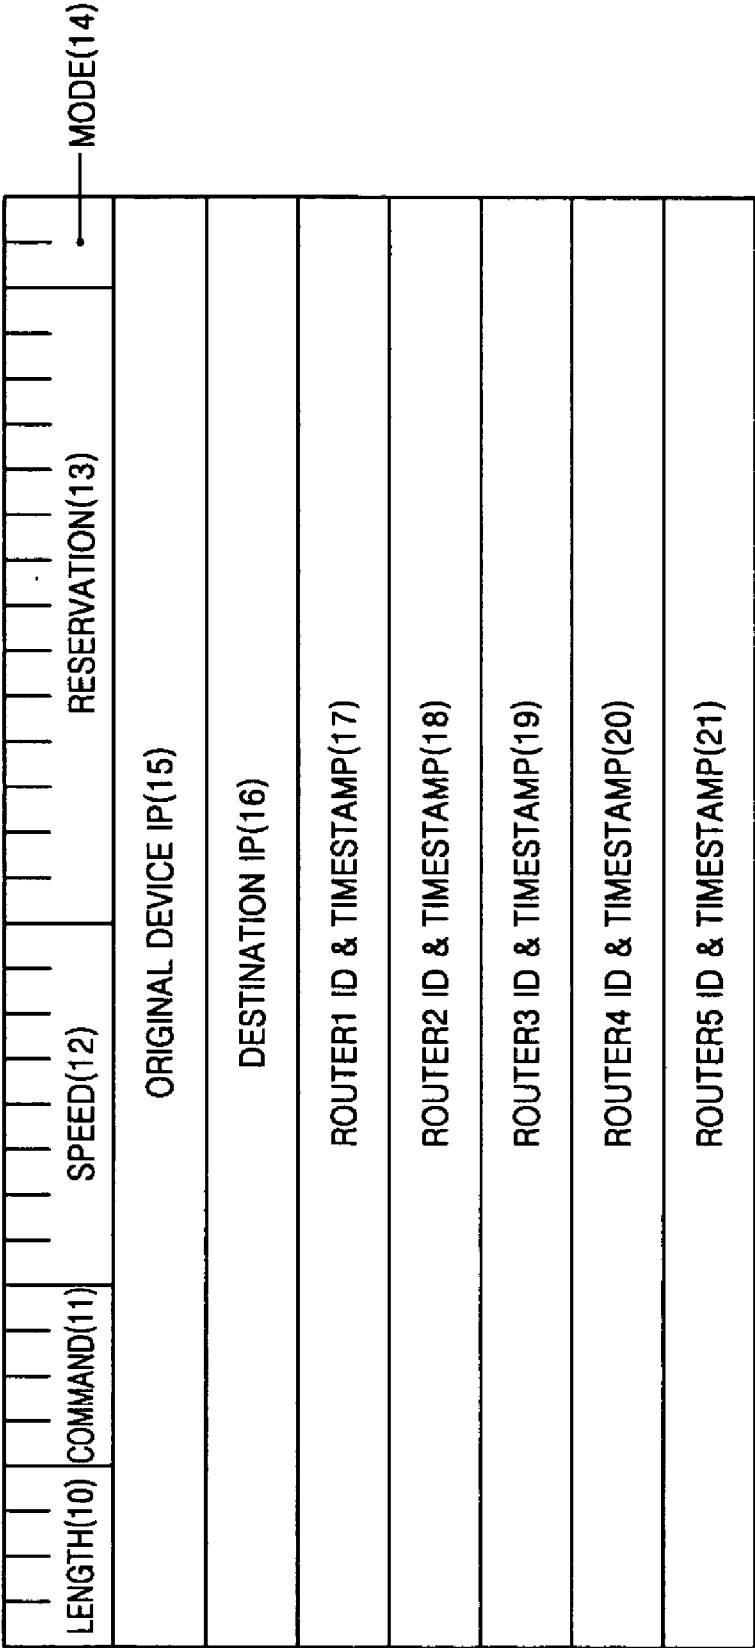 LENGTH(10) COMMAND(11) SPEED(12) RESERVATION(13) MODE(14)
ORIGINAL DEVICE IP(15)
DESTINATION IP(16)
ROUTER1 ID & TIMESTAMP(17)
ROUTER2 ID & TIMESTAMP(18)
ROUTER3 ID & TIMESTAMP(19)
ROUTER4 ID & TIMESTAMP(20)
ROUTER5 ID & TIMESTAMP(21)